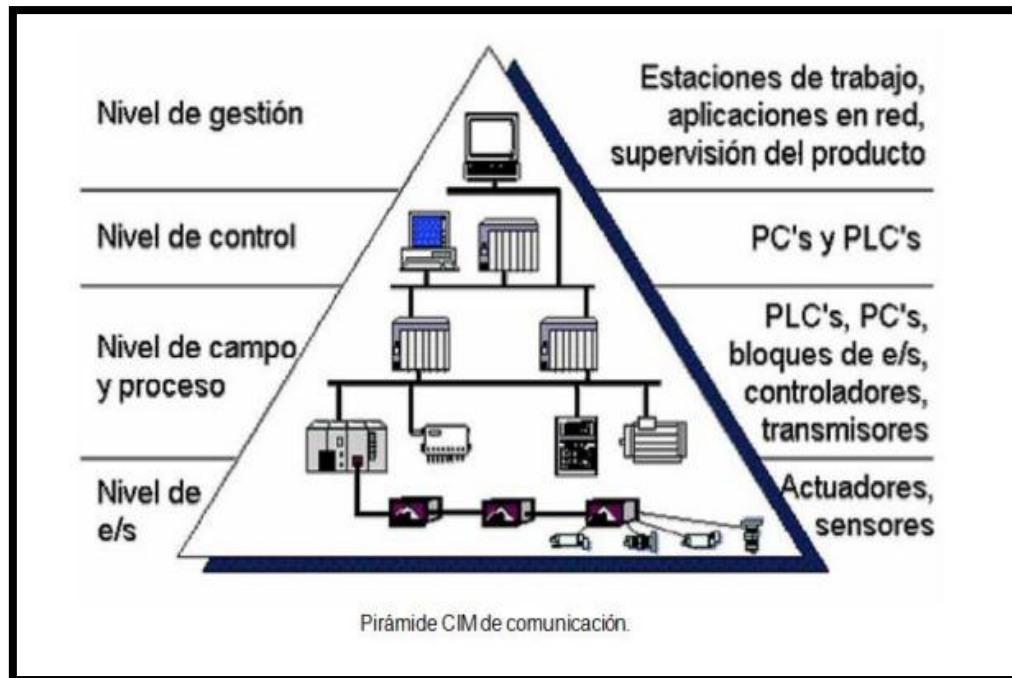 Nivel de gestión
Estaciones de trabajo,
aplicaciones en red,
supervisión del producto
Nivel de control
PC's y PLC's
Nivel de campo
y proceso
PLC's, PC's,
bloques de e/s,
controladores,
transmisores
Nivel de
e/s
Actuadores,
sensores
Pirámide CIM de comunicación.